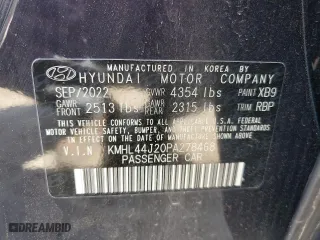 MANUFACTURED IN KOREA BY
HYUNDAI MOTOR COMPANY
SEP/2022 GVWR 4354 lbs PAINT XB9
GAWR FRONT 2513 lbs GAWR REAR 2315 lbs TRIM RBP
THIS VEHICLE CONFORMS TO ALL APPLICABLE U.S.
FEDERAL MOTOR VEHICLE SAFETY, BUMPER, AND THEFT
PREVENTION STANDARDS IN EFFECT ON THE DATE OF
MANUFACTURE SHOWN ABOVE.
V.I.N KMHL44J20PA278468
PASSENGER CAR